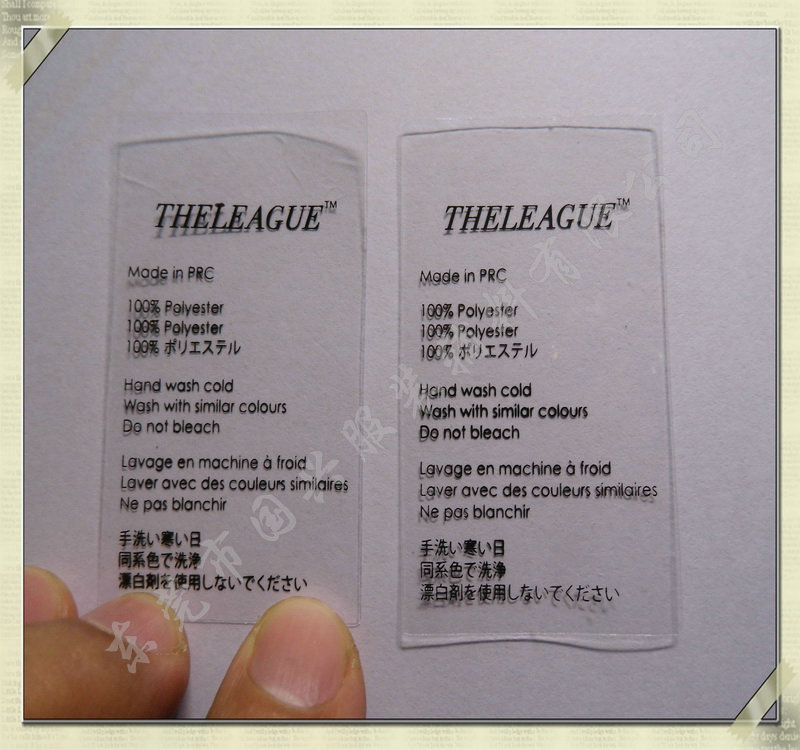 THELEAGUE™
Made in PRC
100% Polyester
100% Polyester
100% ポリエステル
Hand wash cold
Wash with similar colours
Do not bleach
Lavage en machine à froid
Laver avec des couleurs similaires
Ne pas blanchir
手洗い寒い日
同系色で洗浄
漂白剤を使用しないでください
THELEAGUE™
Made in PRC
100% Polyester
100% Polyester
100% ポリエステル
Hand wash cold
Wash with similar colours
Do not bleach
Lavage en machine à froid
Laver avec des couleurs similaires
Ne pas blanchir
手洗い寒い日
同系色で洗浄
漂白剤を使用しないでください